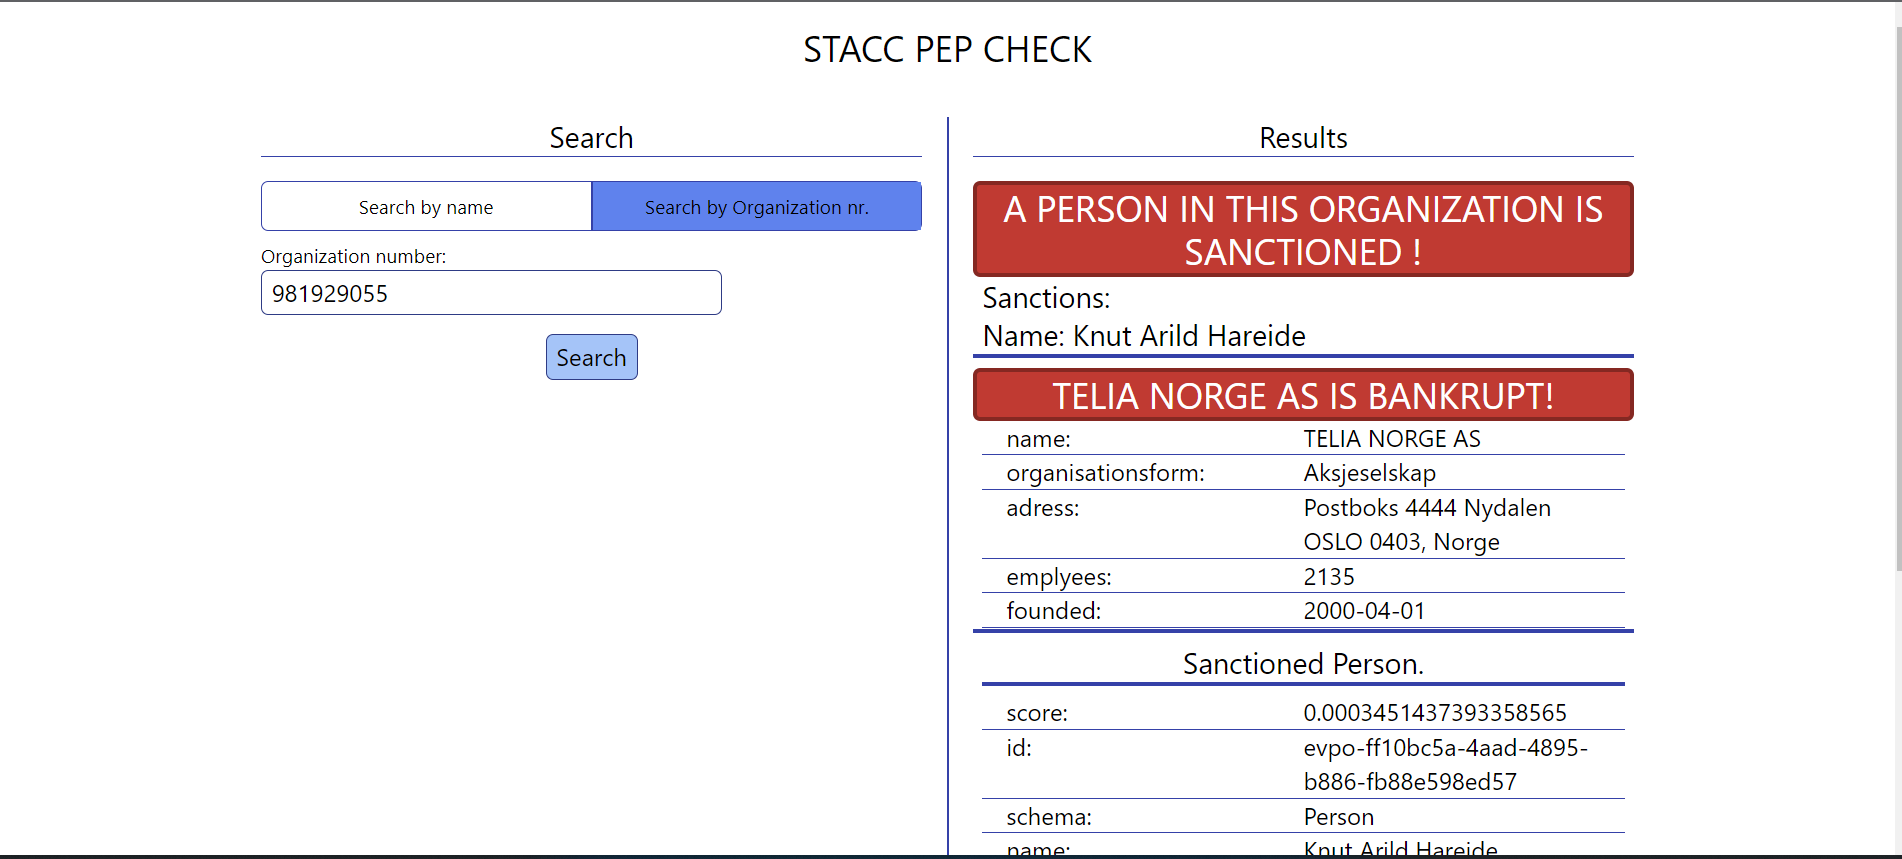 STACC PEP CHECK
Search
Search by name
Search by Organization nr.
Organization number:
981929055
Search
Results
A PERSON IN THIS ORGANIZATION IS
SANCTIONED !
Sanctions:
Name: Knut Arild Hareide
TELIA NORGE AS IS BANKRUPT!
name: TELIA NORGE AS
organisationsform: Aksjeselskap
adress: Postboks 4444 Nydalen
OSLO 0403, Norge
emplyees: 2135
founded: 2000-04-01
Sanctioned Person.
score: 0.0003451437393358565
id: evpo-ff10bc5a-4aad-4895-
b886-fb88e598ed57
schema: Person
name: Knut Arild Hareide